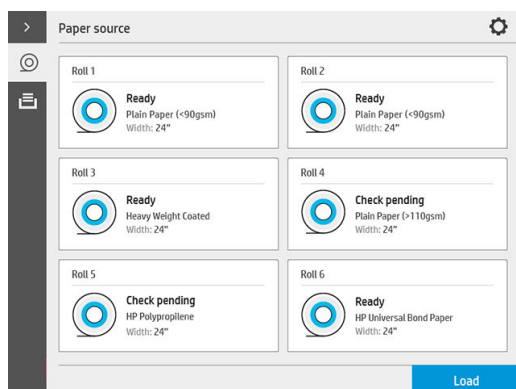 Paper source
Roll 1
Ready
Plain Paper (<90gsm)
Width: 24"
Roll 2
Ready
Plain Paper (<90gsm)
Width: 24"
Roll 3
Ready
Heavy Weight Coated
Width: 24"
Roll 4
Check pending
Plain Paper (>110gsm)
Width: 24"
Roll 5
Check pending
HP Polypropilene
Width: 24"
Roll 6
Ready
HP Universal Bond Paper
Width: 24"
Load